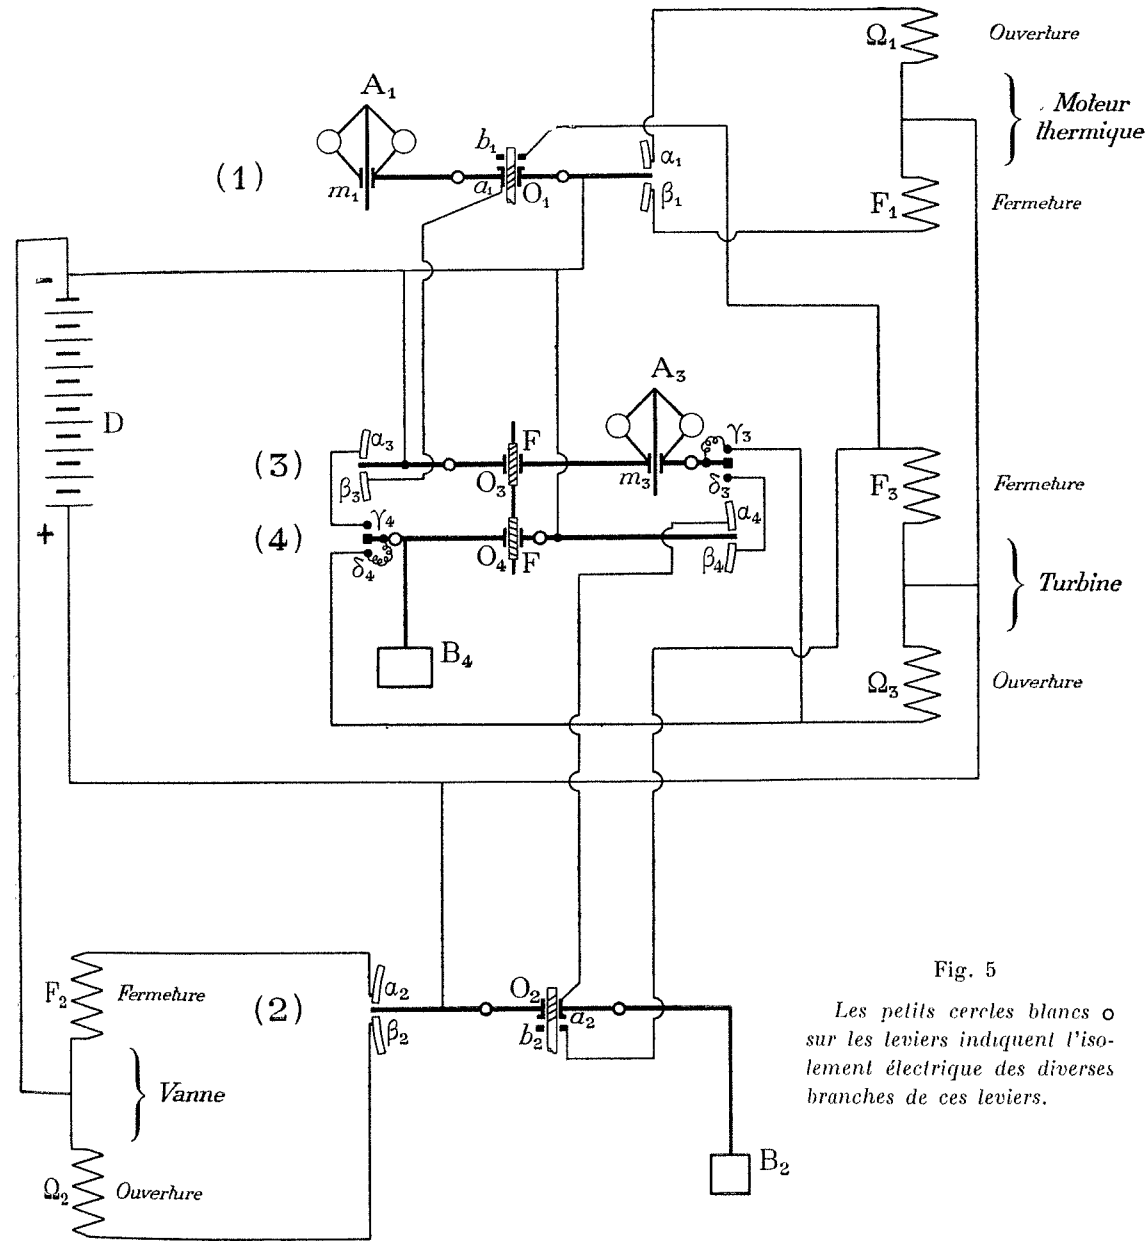 Ω₁ Ouverture
A₁
Moteur
thermique
b₁
α₁
(1)
m₁ a₁ O₁ β₁ F₁ Fermeture
-
A₃
D
α₃ F γ₃
(3)
O₃ m₃ F₃ Fermeture
β₃ δ₃
+
γ₄ α₄
(4)
δ₄ O₄ F β₄
Turbine
B₄
Ω₃ Ouverture
Fig. 5
F₂ Fermeture (2) α₂ O₂ a₂
β₂ b₂
Les petits cercles blancs o
sur les leviers indiquent l'iso-
lement électrique des diverses
branches de ces leviers.
Vanne
B₂
Ω₂ Ouverture